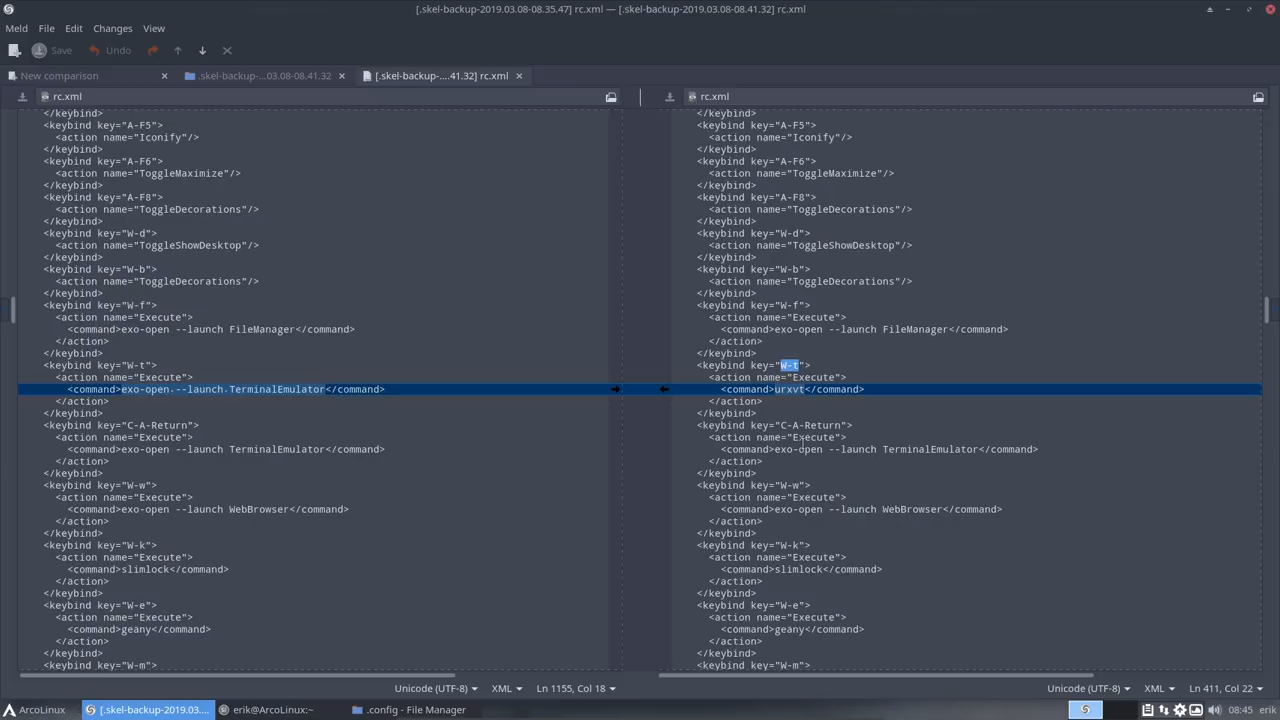 [.skel-backup-2019.03.08-08.35.47] rc.xml — [.skel-backup-2019.03.08-08.41.32] rc.xml
Meld File Edit Changes View
Save Undo
New comparison .skel-backup-...03.08-08.41.32 [.skel-backup-....41.32] rc.xml
rc.xml
</keybind>
<keybind key="A-F5">
<action name="Iconify"/>
</keybind>
<keybind key="A-F6">
<action name="ToggleMaximize"/>
</keybind>
<keybind key="A-F8">
<action name="ToggleDecorations"/>
</keybind>
<keybind key="W-d">
<action name="ToggleShowDesktop"/>
</keybind>
<keybind key="W-b">
<action name="ToggleDecorations"/>
</keybind>
<keybind key="W-f">
<action name="Execute">
<command>exo-open --launch FileManager</command>
</action>
</keybind>
<keybind key="W-t">
<action name="Execute">
<command>exo-open --launch TerminalEmulator</command>
</action>
</keybind>
<keybind key="C-A-Return">
<action name="Execute">
<command>exo-open --launch TerminalEmulator</command>
</action>
</keybind>
<keybind key="W-w">
<action name="Execute">
<command>exo-open --launch WebBrowser</command>
</action>
</keybind>
<keybind key="W-k">
<action name="Execute">
<command>slimlock</command>
</action>
</keybind>
<keybind key="W-e">
<action name="Execute">
<command>geany</command>
</action>
</keybind>
<keybind key="W-m">
Unicode (UTF-8) XML Ln 1155, Col 18
rc.xml
</keybind>
<keybind key="A-F5">
<action name="Iconify"/>
</keybind>
<keybind key="A-F6">
<action name="ToggleMaximize"/>
</keybind>
<keybind key="A-F8">
<action name="ToggleDecorations"/>
</keybind>
<keybind key="W-d">
<action name="ToggleShowDesktop"/>
</keybind>
<keybind key="W-b">
<action name="ToggleDecorations"/>
</keybind>
<keybind key="W-f">
<action name="Execute">
<command>exo-open --launch FileManager</command>
</action>
</keybind>
<keybind key="W-t">
<action name="Execute">
<command>urxvt</command>
</action>
</keybind>
<keybind key="C-A-Return">
<action name="Execute">
<command>exo-open --launch TerminalEmulator</command>
</action>
</keybind>
<keybind key="W-w">
<action name="Execute">
<command>exo-open --launch WebBrowser</command>
</action>
</keybind>
<keybind key="W-k">
<action name="Execute">
<command>slimlock</command>
</action>
</keybind>
<keybind key="W-e">
<action name="Execute">
<command>geany</command>
</action>
</keybind>
<keybind key="W-m">
Unicode (UTF-8) XML Ln 411, Col 22
ArcoLinux [.skel-backup-2019.03.... erik@ArcoLinux:~ .config - File Manager 08:45 erik